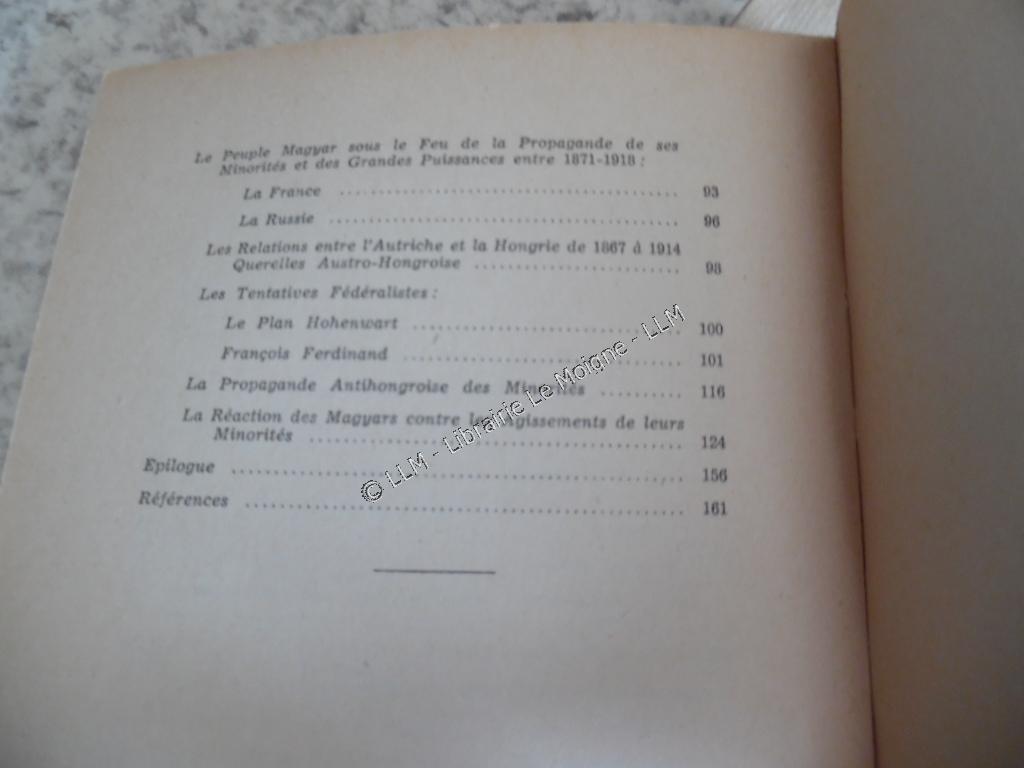 Le Peuple Magyar sous le Feu de la Propagande de ses
Minorités et des Grandes Puissances entre 1871-1918 :
La France ........................................ 93
La Russie ........................................ 96
Les Relations entre l'Autriche et la Hongrie de 1867 à 1914
Querelles Austro-Hongroise ........................ 98
Les Tentatives Fédéralistes :
Le Plan Hohenwart ................................ 100
François Ferdinand ................................ 101
La Propagande Antihongroise des Minorités .......... 116
La Réaction des Magyars contre les Agissements de leurs
Minorités ........................................ 124
Epilogue ........................................ 156
Références ........................................ 161
© LLM - Librairie Le Moigne - LLM